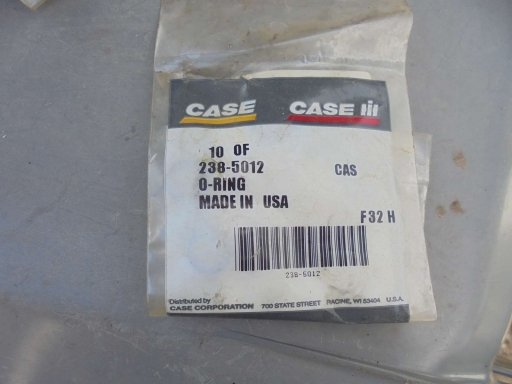 CASE CASE IH
10 OF
238-5012 CAS
O-RING
MADE IN USA
F32 H
238-5012
Distributed by
CASE CORPORATION 700 STATE STREET RACINE, WI 53404 U.S.A.